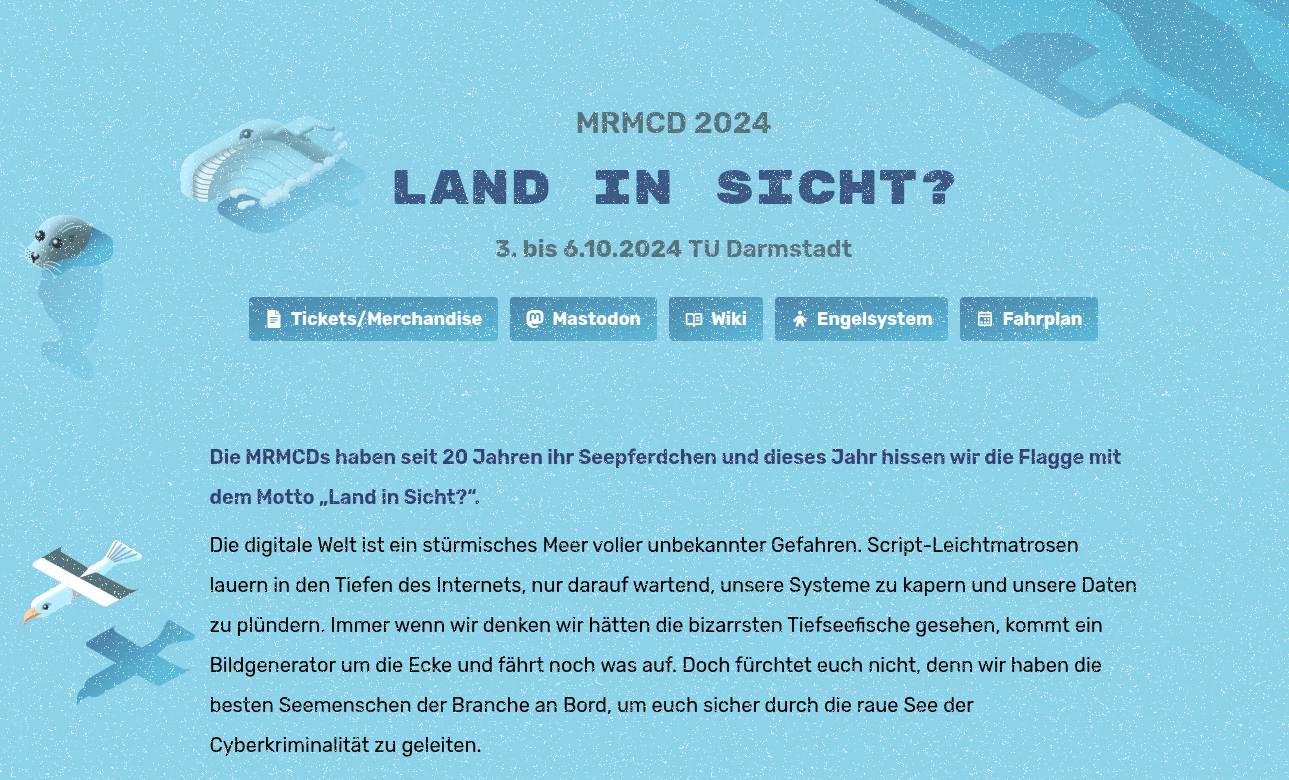 MRMCD 2024
LAND IN SICHT?
3. bis 6.10.2024 TU Darmstadt
Tickets/Merchandise Mastodon Wiki Engelsystem Fahrplan
Die MRMCDs haben seit 20 Jahren ihr Seepferdchen und dieses Jahr hissen wir die Flagge mit
dem Motto „Land in Sicht?“.
Die digitale Welt ist ein stürmisches Meer voller unbekannter Gefahren. Script-Leichtmatrosen
lauern in den Tiefen des Internets, nur darauf wartend, unsere Systeme zu kapern und unsere Daten
zu plündern. Immer wenn wir denken wir hätten die bizarrsten Tiefseefische gesehen, kommt ein
Bildgenerator um die Ecke und fährt noch was auf. Doch fürchtet euch nicht, denn wir haben die
besten Seemenschen der Branche an Bord, um euch sicher durch die raue See der
Cyberkriminalität zu geleiten.